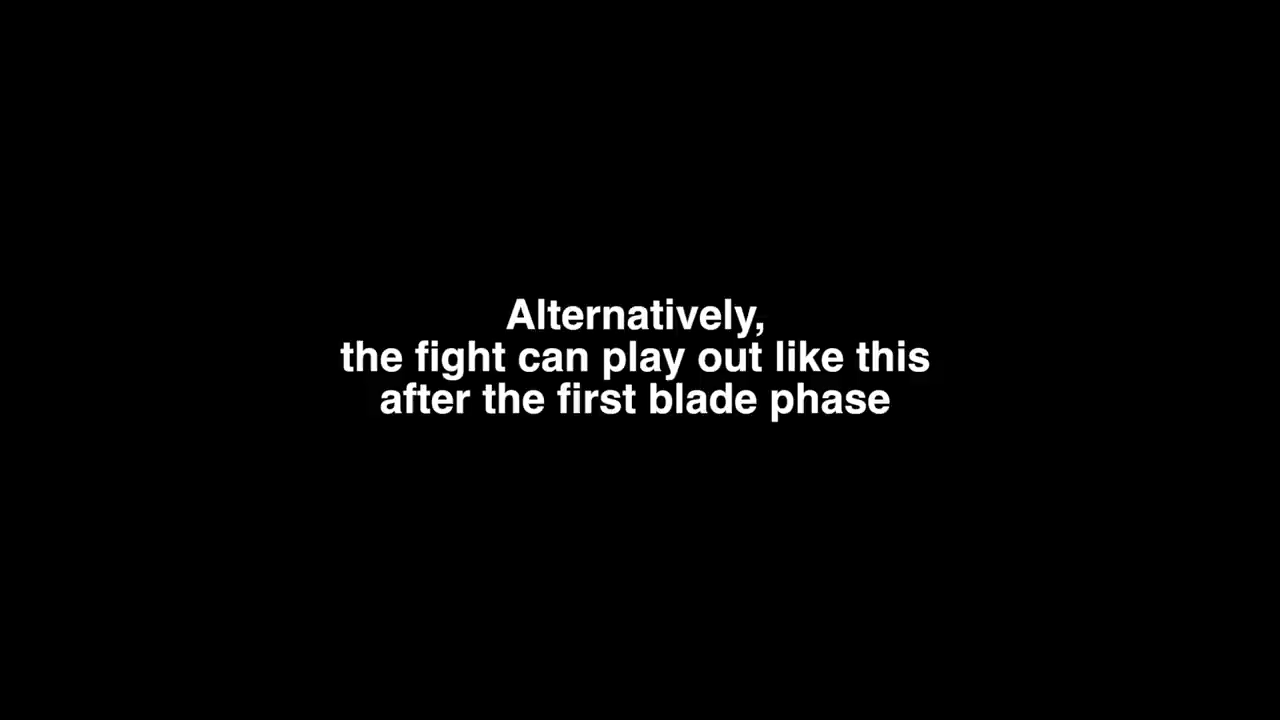 Alternatively,
the fight can play out like this
after the first blade phase